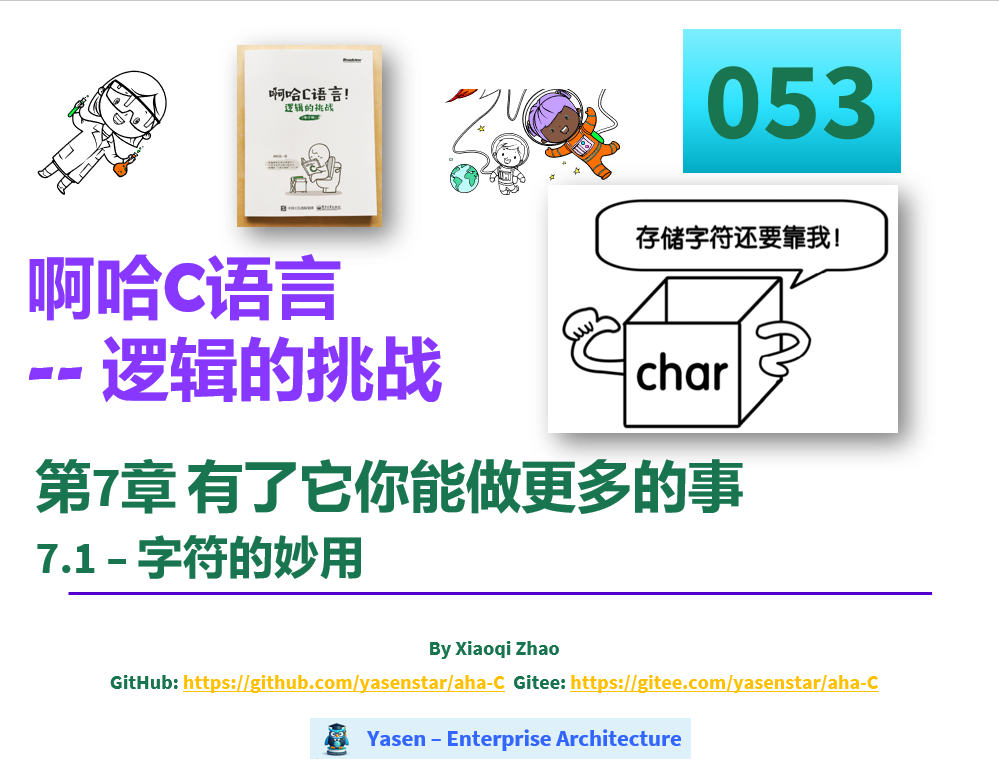 啊哈C语言!
逻辑的挑战
053
存储字符还要靠我!
char
啊哈C语言
-- 逻辑的挑战
第7章 有了它你能做更多的事
7.1 – 字符的妙用
By Xiaoqi Zhao
GitHub: https://github.com/yasenstar/aha-C Gitee: https://gitee.com/yasenstar/aha-C
Yasen – Enterprise Architecture